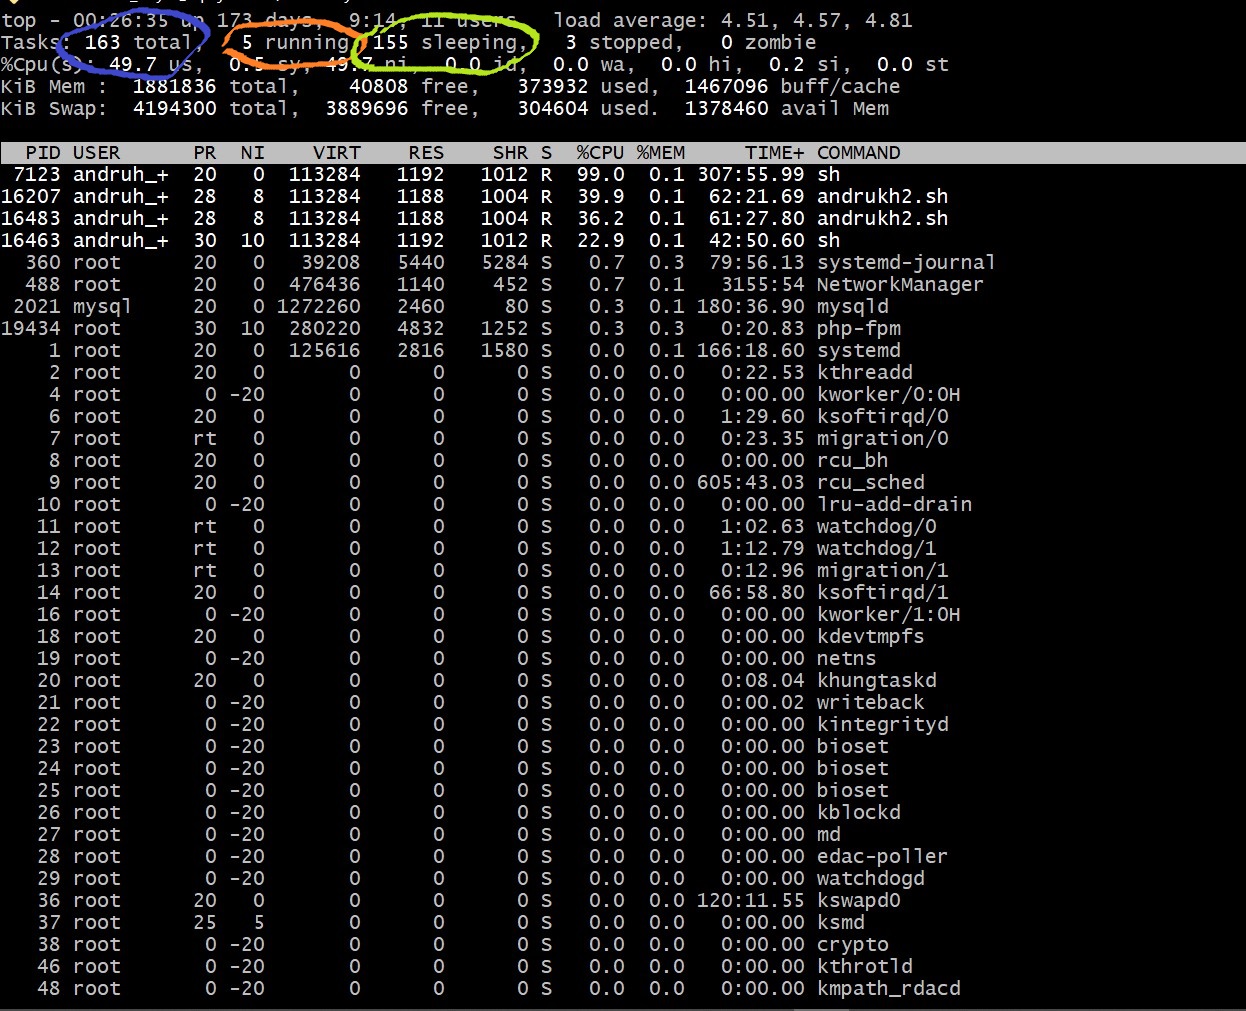 top - 00:26:35 up 173 days, 9:14, 11 users, load average: 4.51, 4.57, 4.81
Tasks: 163 total, 5 running, 155 sleeping, 3 stopped, 0 zombie
%Cpu(s): 49.7 us, 0.5 sy, 49.7 ni, 0.0 id, 0.0 wa, 0.0 hi, 0.2 si, 0.0 st
KiB Mem : 1881836 total, 40808 free, 373932 used, 1467096 buff/cache
KiB Swap: 4194300 total, 3889696 free, 304604 used. 1378460 avail Mem
PID USER PR NI VIRT RES SHR S %CPU %MEM TIME+ COMMAND
7123 andruh_+ 20 0 113284 1192 1012 R 99.0 0.1 307:55.99 sh
16207 andruh_+ 28 8 113284 1188 1004 R 39.9 0.1 62:21.69 andrukh2.sh
16483 andruh_+ 28 8 113284 1188 1004 R 36.2 0.1 61:27.80 andrukh2.sh
16463 andruh_+ 30 10 113284 1192 1012 R 22.9 0.1 42:50.60 sh
360 root 20 0 39208 5440 5284 S 0.7 0.3 79:56.13 systemd-journal
488 root 20 0 476436 1140 452 S 0.7 0.1 3155:54 NetworkManager
2021 mysql 20 0 1272260 2460 80 S 0.3 0.1 180:36.90 mysqld
19434 root 30 10 280220 4832 1252 S 0.3 0.3 0:20.83 php-fpm
1 root 20 0 125616 2816 1580 S 0.0 0.1 166:18.60 systemd
2 root 20 0 0 0 0 S 0.0 0.0 0:22.53 kthreadd
4 root 0 -20 0 0 0 S 0.0 0.0 0:00.00 kworker/0:0H
6 root 20 0 0 0 0 S 0.0 0.0 1:29.60 ksoftirqd/0
7 root rt 0 0 0 0 S 0.0 0.0 0:23.35 migration/0
8 root 20 0 0 0 0 S 0.0 0.0 0:00.00 rcu_bh
9 root 20 0 0 0 0 S 0.0 0.0 605:43.03 rcu_sched
10 root 0 -20 0 0 0 S 0.0 0.0 0:00.00 lru-add-drain
11 root rt 0 0 0 0 S 0.0 0.0 1:02.63 watchdog/0
12 root rt 0 0 0 0 S 0.0 0.0 1:12.79 watchdog/1
13 root rt 0 0 0 0 S 0.0 0.0 0:12.96 migration/1
14 root 20 0 0 0 0 S 0.0 0.0 66:58.80 ksoftirqd/1
16 root 0 -20 0 0 0 S 0.0 0.0 0:00.00 kworker/1:0H
18 root 20 0 0 0 0 S 0.0 0.0 0:00.00 kdevtmpfs
19 root 0 -20 0 0 0 S 0.0 0.0 0:00.00 netns
20 root 20 0 0 0 0 S 0.0 0.0 0:08.04 khungtaskd
21 root 0 -20 0 0 0 S 0.0 0.0 0:00.02 writeback
22 root 0 -20 0 0 0 S 0.0 0.0 0:00.00 kintegrityd
23 root 0 -20 0 0 0 S 0.0 0.0 0:00.00 bioset
24 root 0 -20 0 0 0 S 0.0 0.0 0:00.00 bioset
25 root 0 -20 0 0 0 S 0.0 0.0 0:00.00 bioset
26 root 0 -20 0 0 0 S 0.0 0.0 0:00.00 kblockd
27 root 0 -20 0 0 0 S 0.0 0.0 0:00.00 md
28 root 0 -20 0 0 0 S 0.0 0.0 0:00.00 edac-poller
29 root 0 -20 0 0 0 S 0.0 0.0 0:00.00 watchdogd
36 root 20 0 0 0 0 S 0.0 0.0 120:11.55 kswapd0
37 root 25 5 0 0 0 S 0.0 0.0 0:00.00 ksmd
38 root 0 -20 0 0 0 S 0.0 0.0 0:00.00 crypto
46 root 0 -20 0 0 0 S 0.0 0.0 0:00.00 kthrotld
48 root 0 -20 0 0 0 S 0.0 0.0 0:00.00 kmpath_rdacd